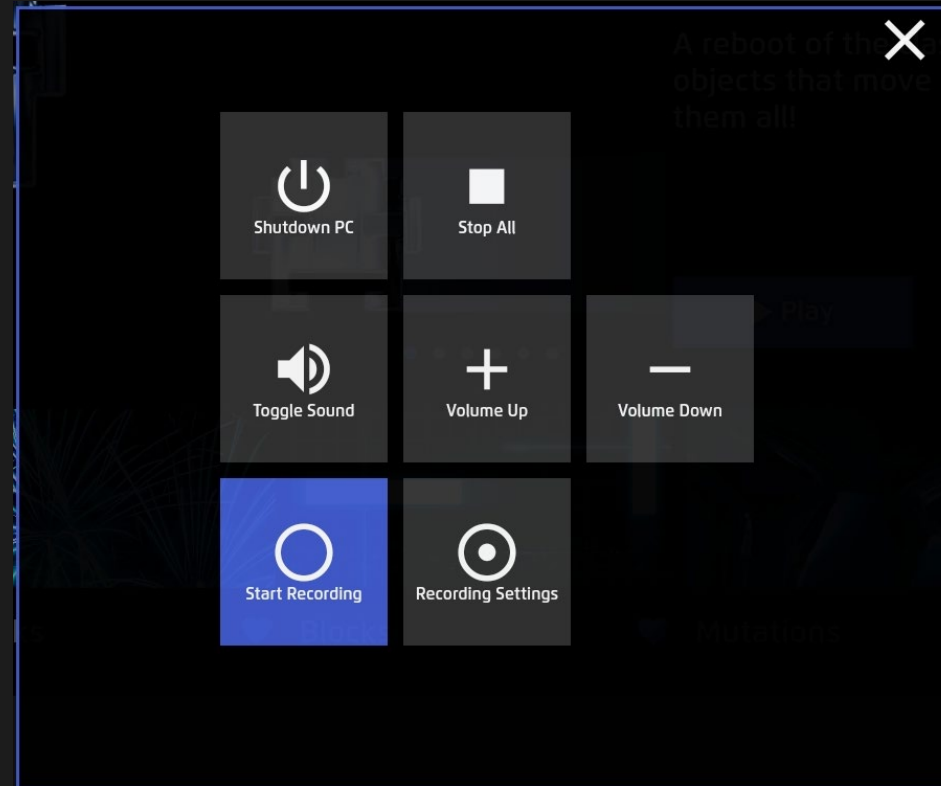 A reboot of the
objects that move
them all!
Shutdown PC
Stop All
Play
Toggle Sound
Volume Up
Volume Down
Start Recording
Recording Settings
Blocks
Mutations